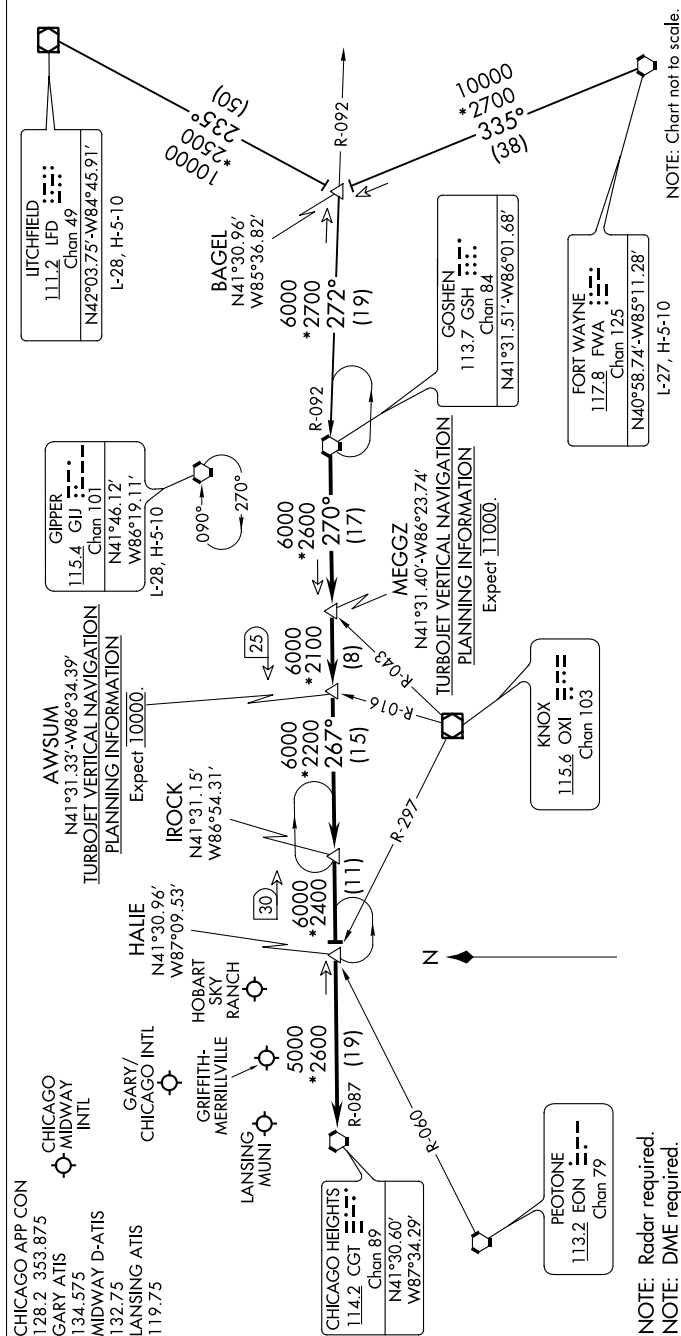 CHICAGO APP CON
128.2 353.875
GARY ATIS
134.575
MIDWAY D-ATIS
132.75
LANSING ATIS
119.75
CHICAGO
MIDWAY
INTL
GARY/
CHICAGO INTL
GRIFFITH-
MERRILLVILLE
HOBART
SKY
RANCH
LANSING
MUNI
CHICAGO HEIGHTS
114.2 CGT
Chan 89
N41°30.60'
W87°34.29'
PEOTONE
113.2 EON
Chan 79
R-060
R-087
5000
*2600
(19)
HALIE
N41°30.96'
W87°09.53'
30
6000
*2400
(11)
IROCK
N41°31.15'
W86°54.31'
R-297
N
AWSUM
N41°31.33'-W86°34.39'
TURBOJET VERTICAL NAVIGATION
PLANNING INFORMATION
Expect 10000.
6000
*2200
267°
(15)
25
6000
*2100
(8)
R-016
R-043
KNOX
115.6 OXI
Chan 103
MEGGZ
N41°31.40'-W86°23.74'
TURBOJET VERTICAL NAVIGATION
PLANNING INFORMATION
Expect 11000.
6000
*2600
270°
(17)
GIPPER
115.4 GIJ
Chan 101
N41°46.12'
W86°19.11'
L-28, H-5-10
090°
270°
GOSHEN
113.7 GSH
Chan 84
N41°31.51'-W86°01.68'
R-092
6000
*2700
272°
(19)
BAGEL
N41°30.96'
W85°36.82'
R-092
LITCHFIELD
111.2 LFD
Chan 49
N42°03.75'-W84°45.91'
L-28, H-5-10
10000
*2500
235°
(50)
10000
*2700
335°
(38)
FORT WAYNE
117.8 FWA
Chan 125
N40°58.74'-W85°11.28'
L-27, H-5-10
NOTE: Radar required.
NOTE: DME required.
NOTE: Chart not to scale.